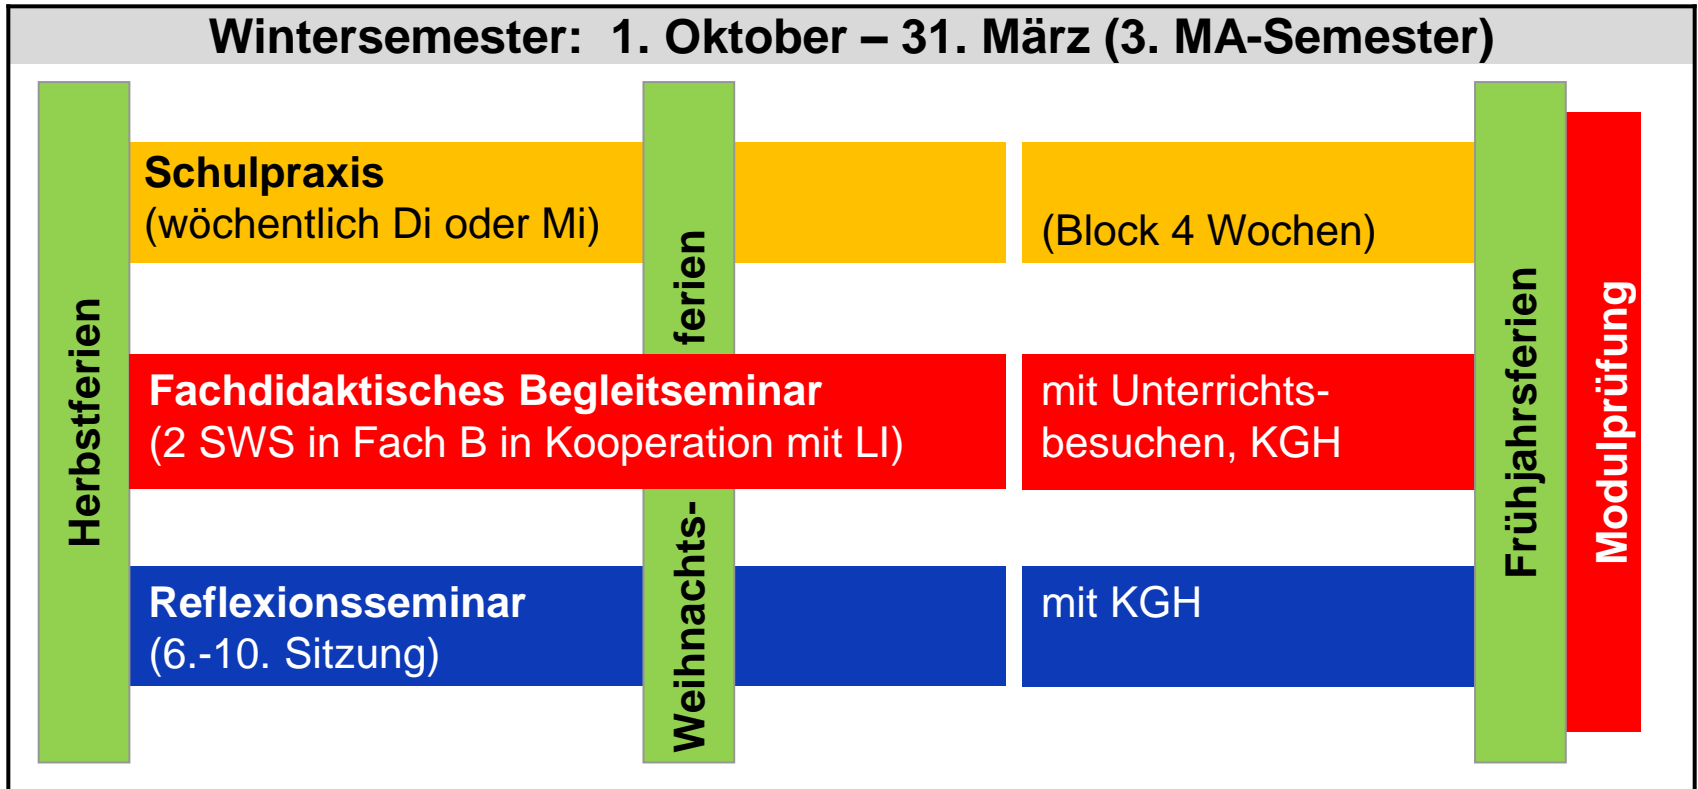 Wintersemester:  1. Oktober – 31. März (3. MA-Semester)
Herbstferien
Schulpraxis
(wöchentlich Di oder Mi)
(Block 4 Wochen)
Fachdidaktisches Begleitseminar
(2 SWS in Fach B in Kooperation mit LI)
mit Unterrichts-
besuchen, KGH
Reflexionsseminar
(6.-10. Sitzung)
mit KGH
Weihnachts- ferien
Frühjahrsferien
Modulprüfung